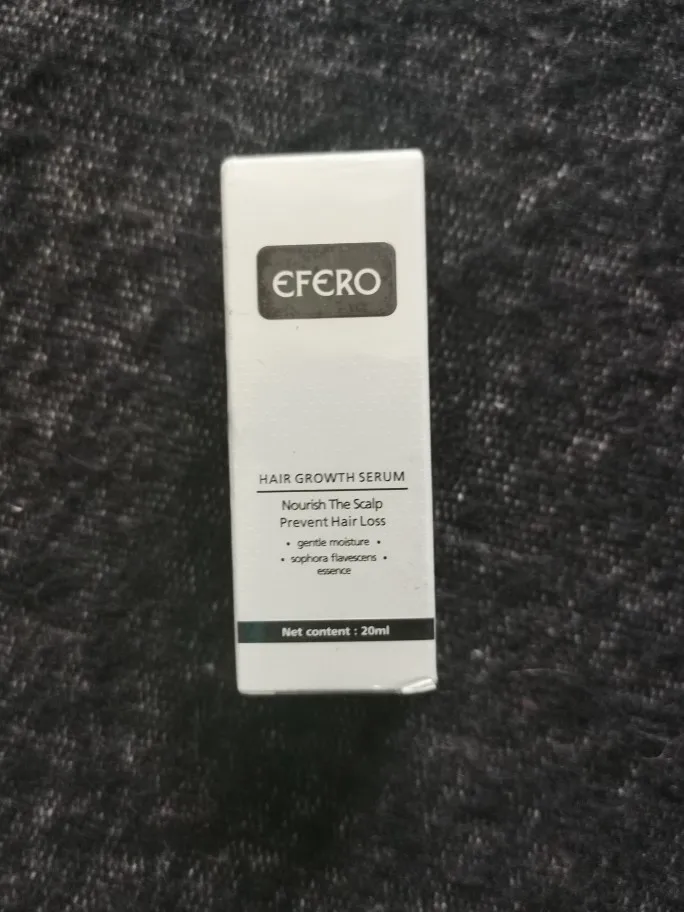 EFERO
HAIR GROWTH SERUM
Nourish The Scalp
Prevent Hair Loss
• gentle moisture •
• sophora flavescens •
essence
Net content : 20ml